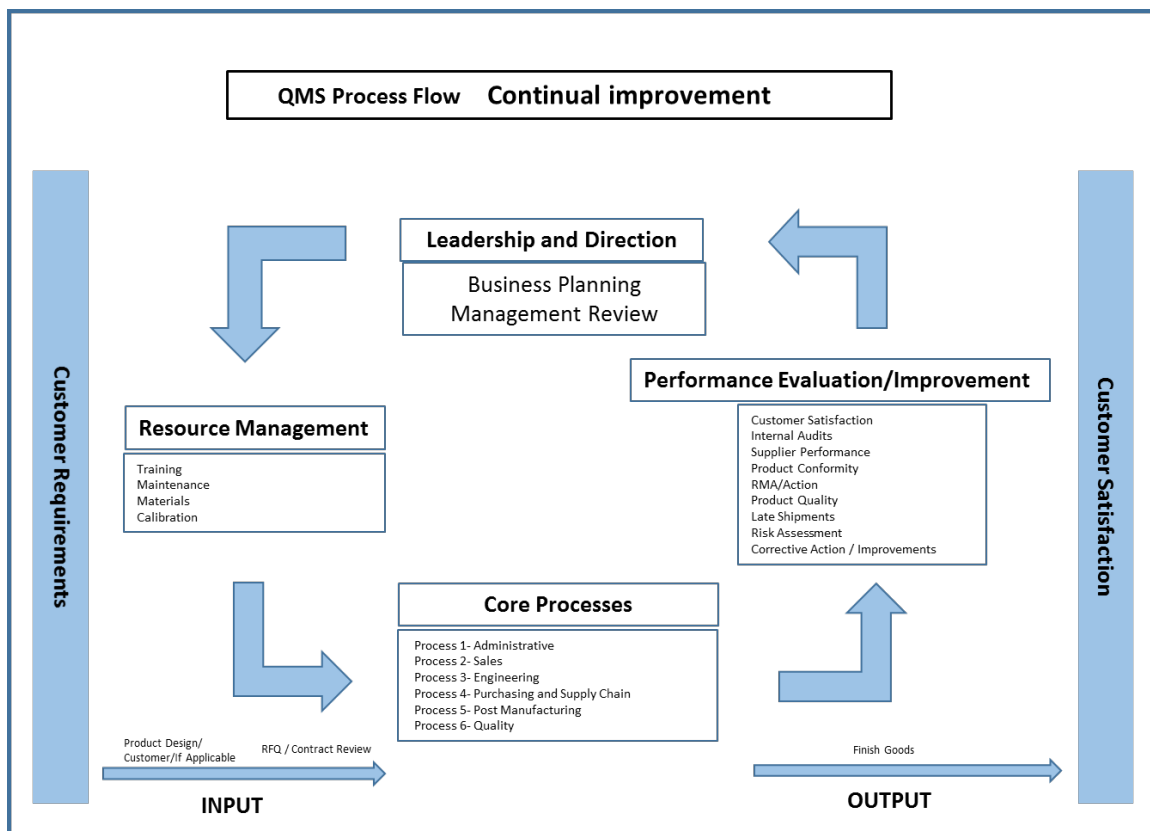 QMS Process Flow Continual improvement
Customer Requirements
Leadership and Direction
Business Planning
Management Review
Customer Satisfaction
Performance Evaluation/Improvement
Customer Satisfaction
Internal Audits
Supplier Performance
Product Conformity
RMA/Action
Product Quality
Late Shipments
Risk Assessment
Corrective Action / Improvements
Resource Management
Training
Maintenance
Materials
Calibration
Core Processes
Process 1- Administrative
Process 2- Sales
Process 3- Engineering
Process 4- Purchasing and Supply Chain
Process 5- Post Manufacturing
Process 6- Quality
Product Design/
Customer/If Applicable
RFQ / Contract Review
INPUT
Finish Goods
OUTPUT